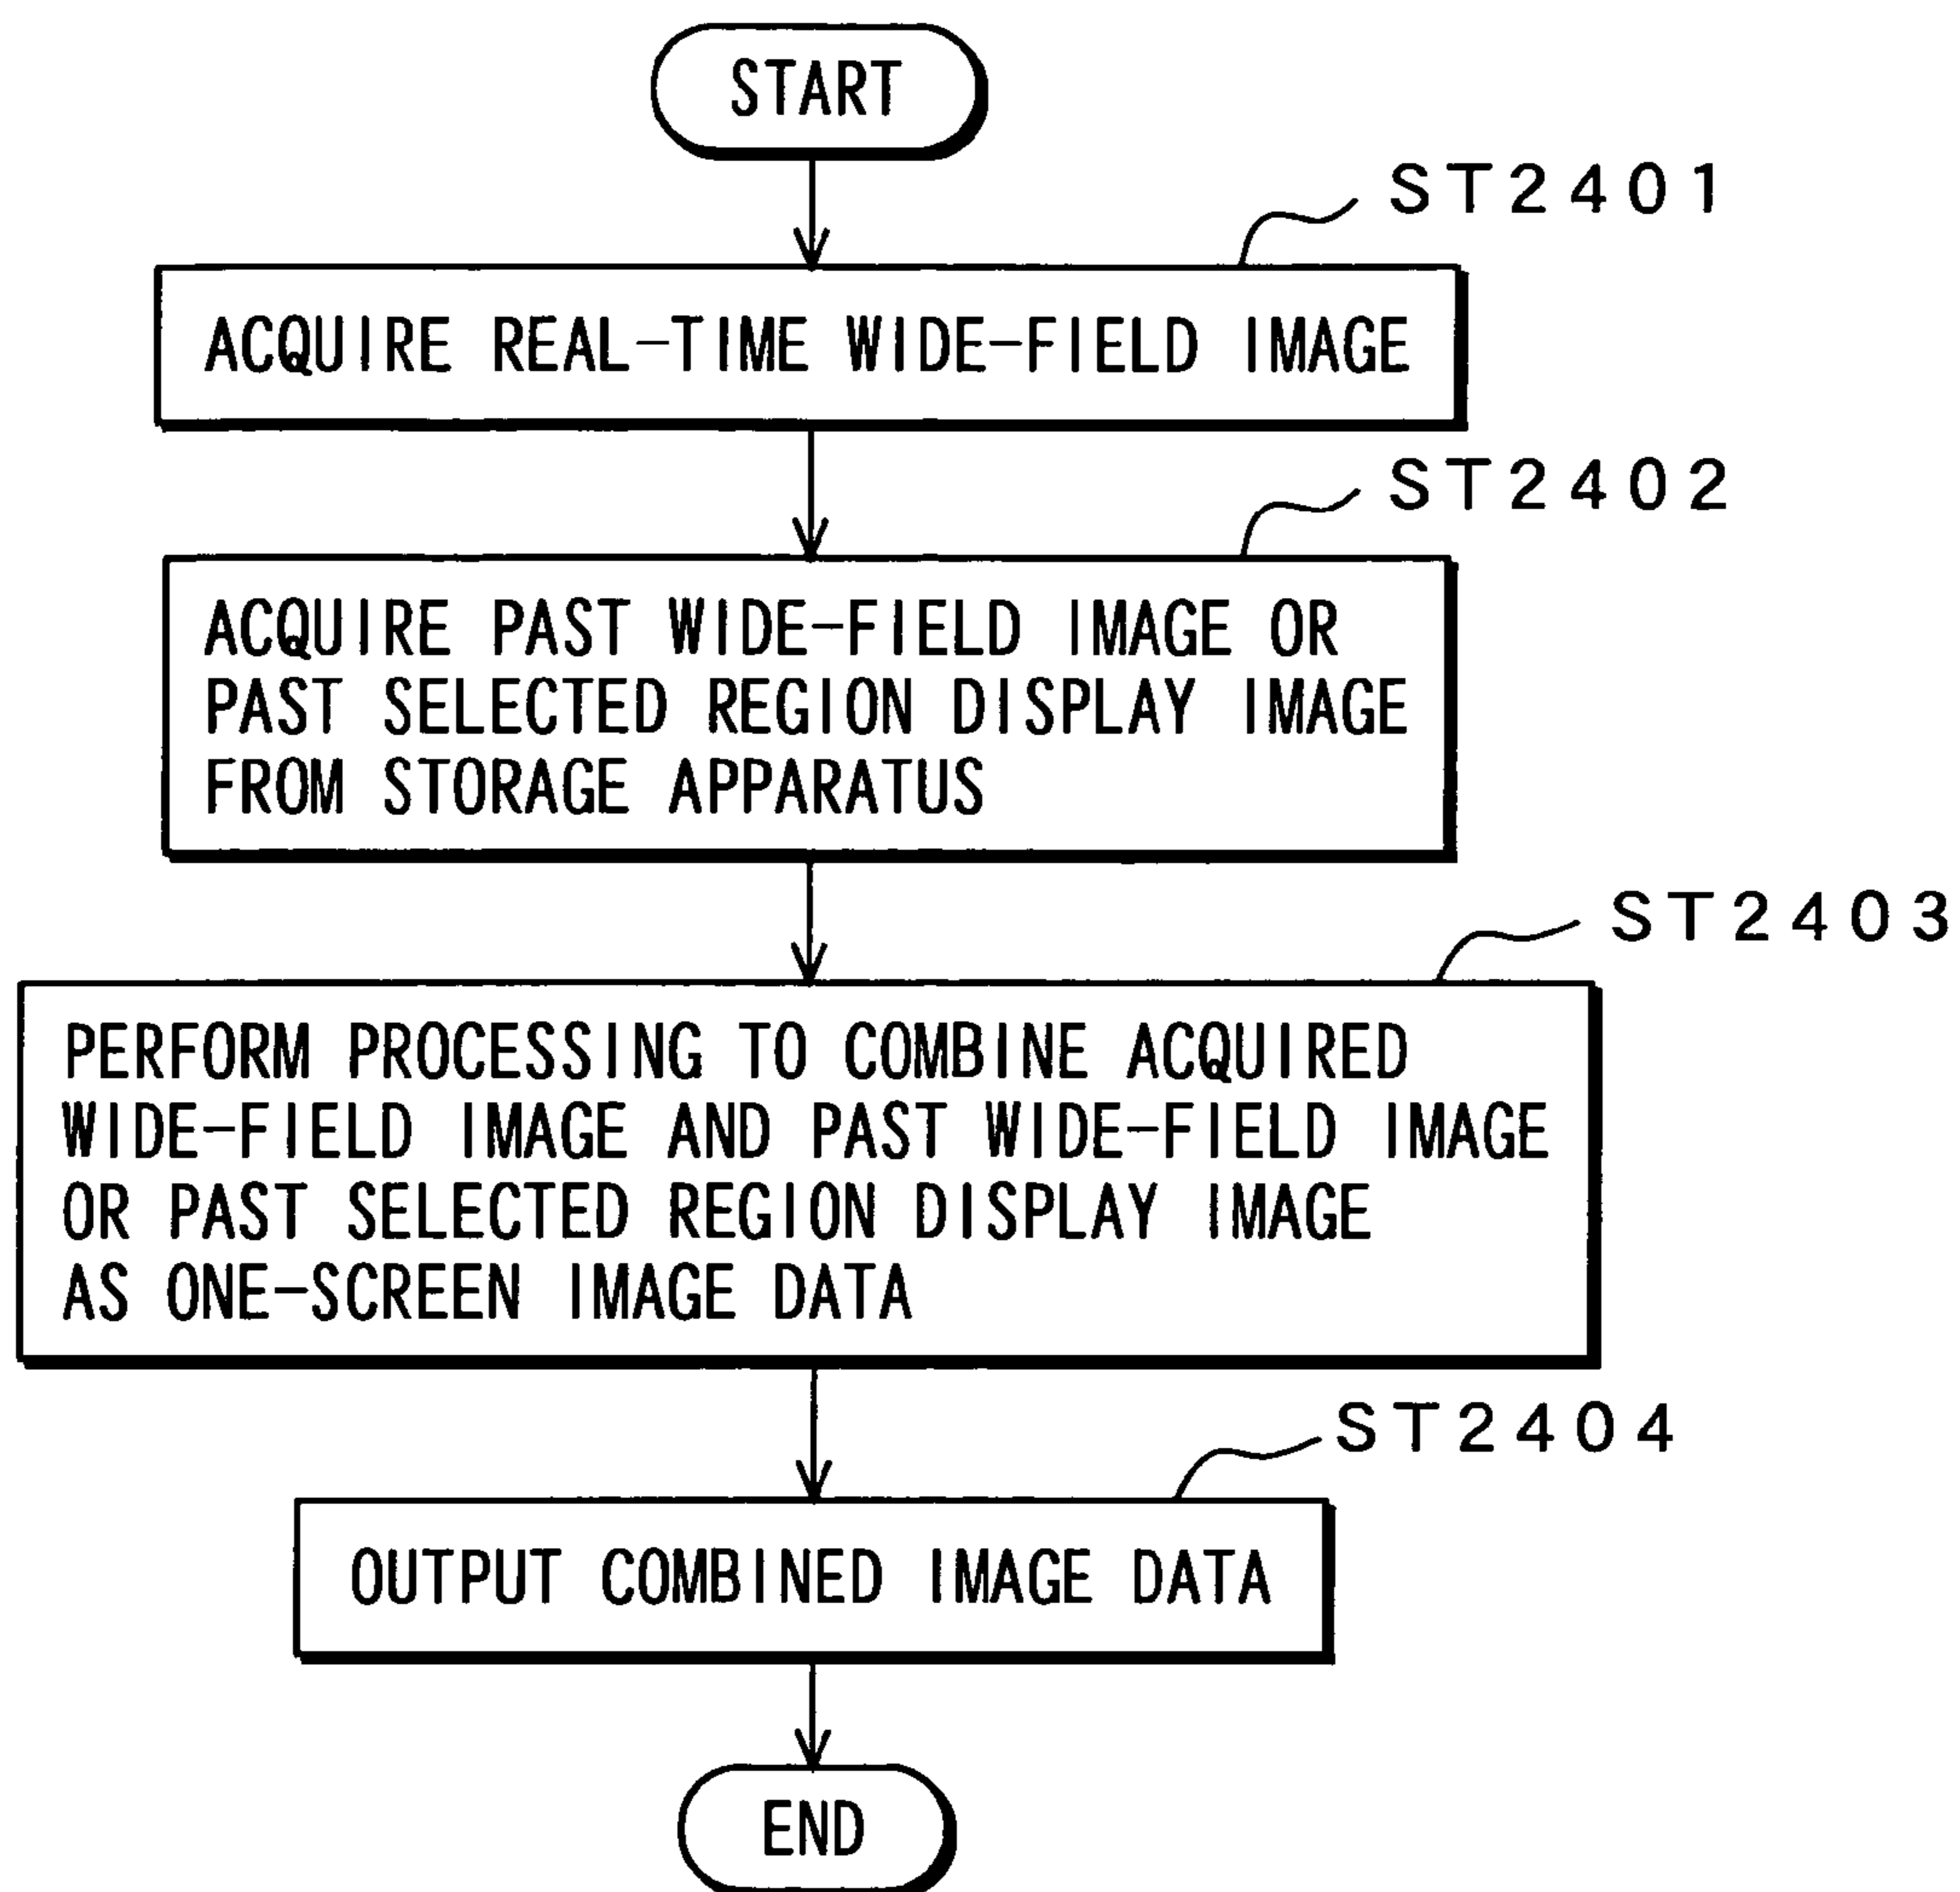 START
ST2401
ACQUIRE REAL-TIME WIDE-FIELD IMAGE
ST2402
ACQUIRE PAST WIDE-FIELD IMAGE OR
PAST SELECTED REGION DISPLAY IMAGE
FROM STORAGE APPARATUS
ST2403
PERFORM PROCESSING TO COMBINE ACQUIRED
WIDE-FIELD IMAGE AND PAST WIDE-FIELD IMAGE
OR PAST SELECTED REGION DISPLAY IMAGE
AS ONE-SCREEN IMAGE DATA
ST2404
OUTPUT COMBINED IMAGE DATA
END